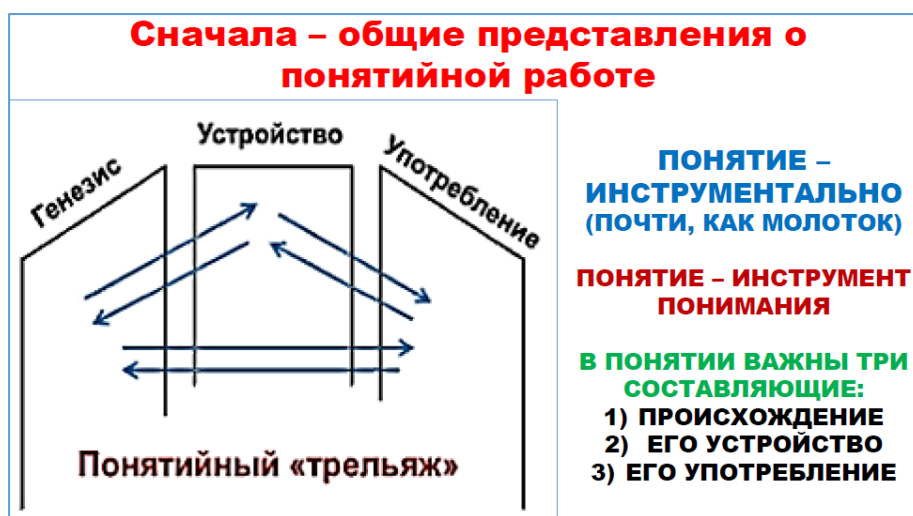 Сначала – общие представления о
понятийной работе
Генезис
Устройство
Употребление
Понятийный «трельяж»
ПОНЯТИЕ –
ИНСТРУМЕНТАЛЬНО
(ПОЧТИ, КАК МОЛОТОК)
ПОНЯТИЕ – ИНСТРУМЕНТ
ПОНИМАНИЯ
В ПОНЯТИИ ВАЖНЫ ТРИ
СОСТАВЛЯЮЩИЕ:
1) ПРОИСХОЖДЕНИЕ
2) ЕГО УСТРОЙСТВО
3) ЕГО УПОТРЕБЛЕНИЕ